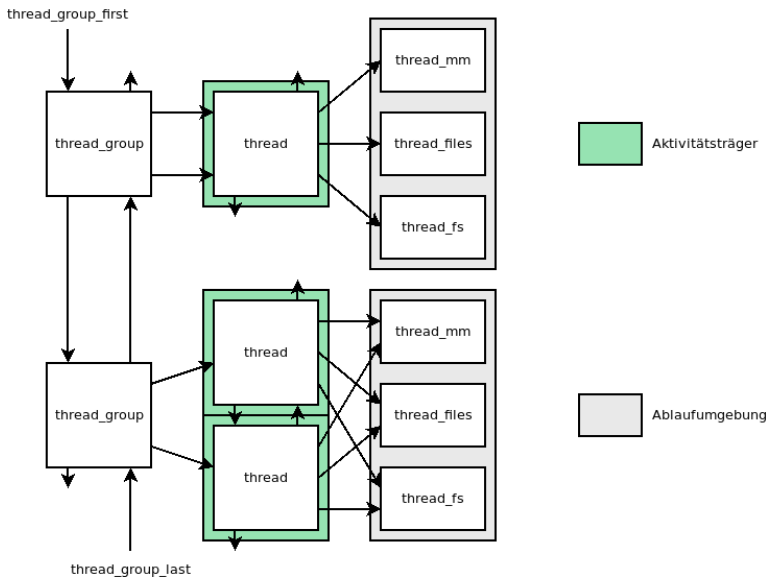 thread_group_first
thread_group
thread
thread_mm
thread_files
thread_fs
Aktivitätsträger
thread_group
thread
thread
thread_mm
thread_files
thread_fs
Ablaufumgebung
thread_group_last